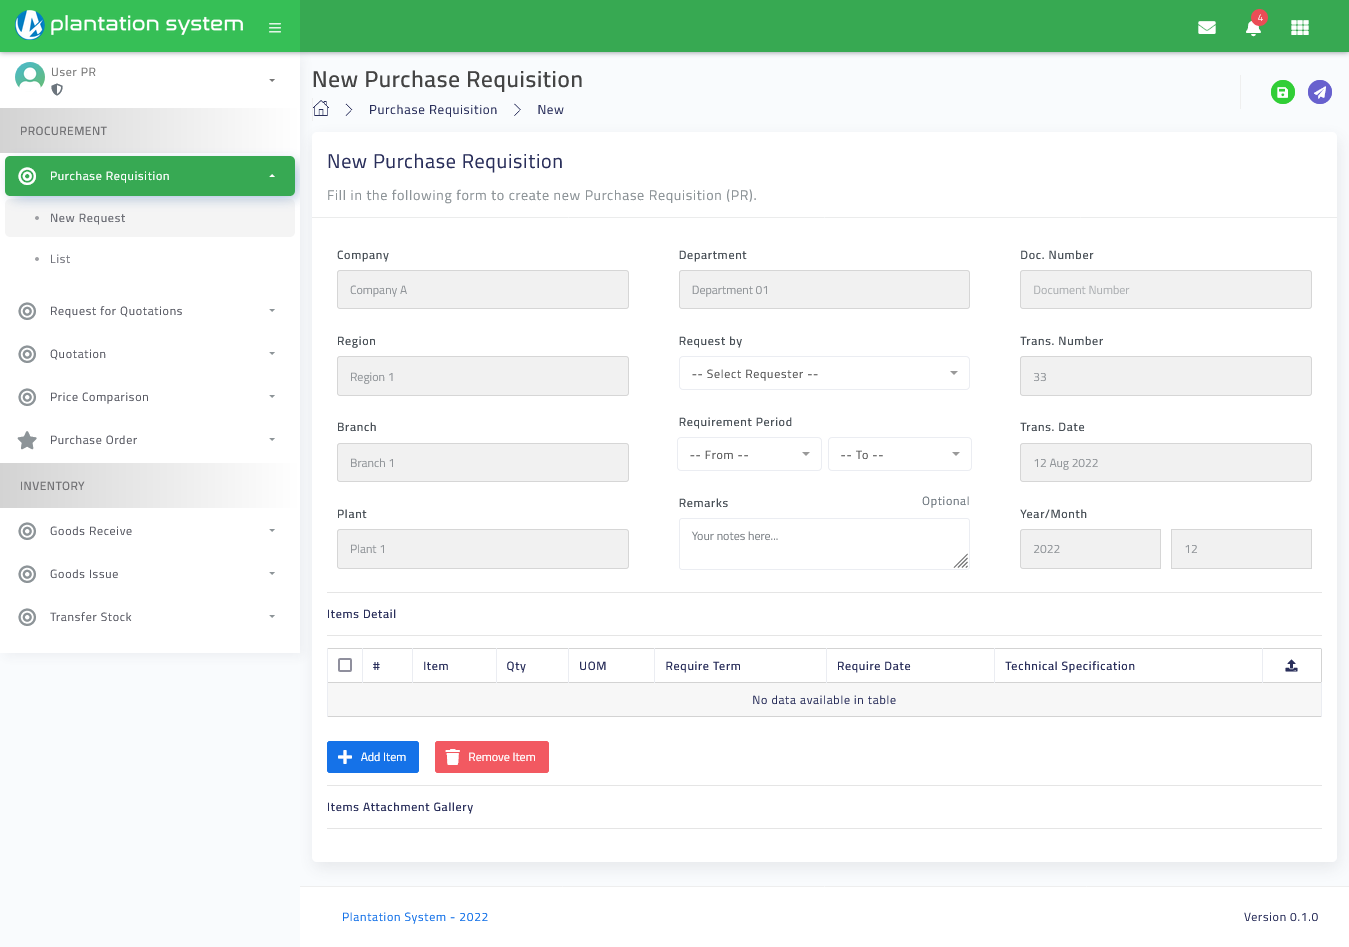 plantation system
4
User PR
PROCUREMENT
Purchase Requisition
New Request
List
Request for Quotations
Quotation
Price Comparison
Purchase Order
INVENTORY
Goods Receive
Goods Issue
Transfer Stock
New Purchase Requisition
Purchase Requisition
New
New Purchase Requisition
Fill in the following form to create new Purchase Requisition (PR).
Company
Company A
Region
Region 1
Branch
Branch 1
Plant
Plant 1
Department
Department 01
Request by
-- Select Requester --
Requirement Period
-- From --
-- To --
Remarks
Optional
Your notes here...
Doc. Number
Document Number
Trans. Number
33
Trans. Date
12 Aug 2022
Year/Month
2022
12
Items Detail
# Item Qty UOM Require Term Require Date Technical Specification
No data available in table
Add Item
Remove Item
Items Attachment Gallery
Plantation System - 2022
Version 0.1.0